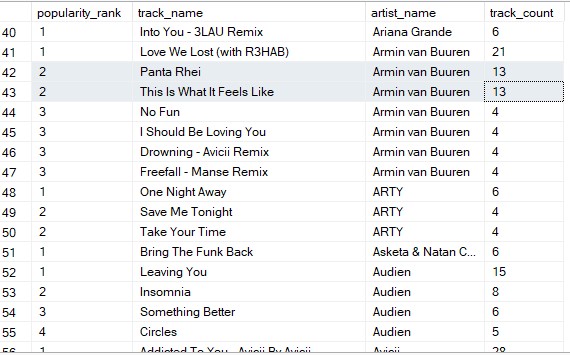 popularity_rank track_name artist_name track_count
40 1 Into You - 3LAU Remix Ariana Grande 6
41 1 Love We Lost (with R3HAB) Armin van Buuren 21
42 2 Panta Rhei Armin van Buuren 13
43 2 This Is What It Feels Like Armin van Buuren 13
44 3 No Fun Armin van Buuren 4
45 3 I Should Be Loving You Armin van Buuren 4
46 3 Drowning - Avicii Remix Armin van Buuren 4
47 3 Freefall - Manse Remix Armin van Buuren 4
48 1 One Night Away ARTY 6
49 2 Save Me Tonight ARTY 4
50 2 Take Your Time ARTY 4
51 1 Bring The Funk Back Asketa & Natan C... 6
52 1 Leaving You Audien 15
53 2 Insomnia Audien 8
54 3 Something Better Audien 6
55 4 Circles Audien 5
56 1 Addicted To You - Avicii By Avicii Avicii 28